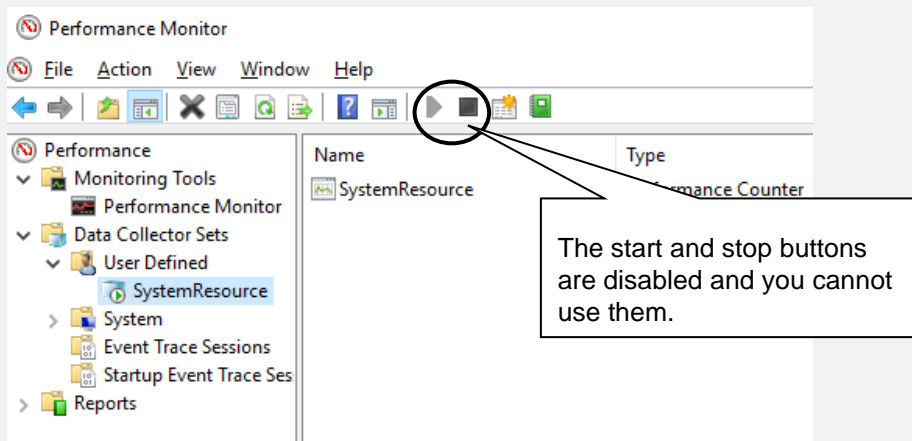 Performance Monitor
File Action View Window Help
Performance
Monitoring Tools
Performance Monitor
Data Collector Sets
User Defined
SystemResource
System
Event Trace Sessions
Startup Event Trace Ses
Reports
Name Type
SystemResource rmance Counter
The start and stop buttons
are disabled and you cannot
use them.